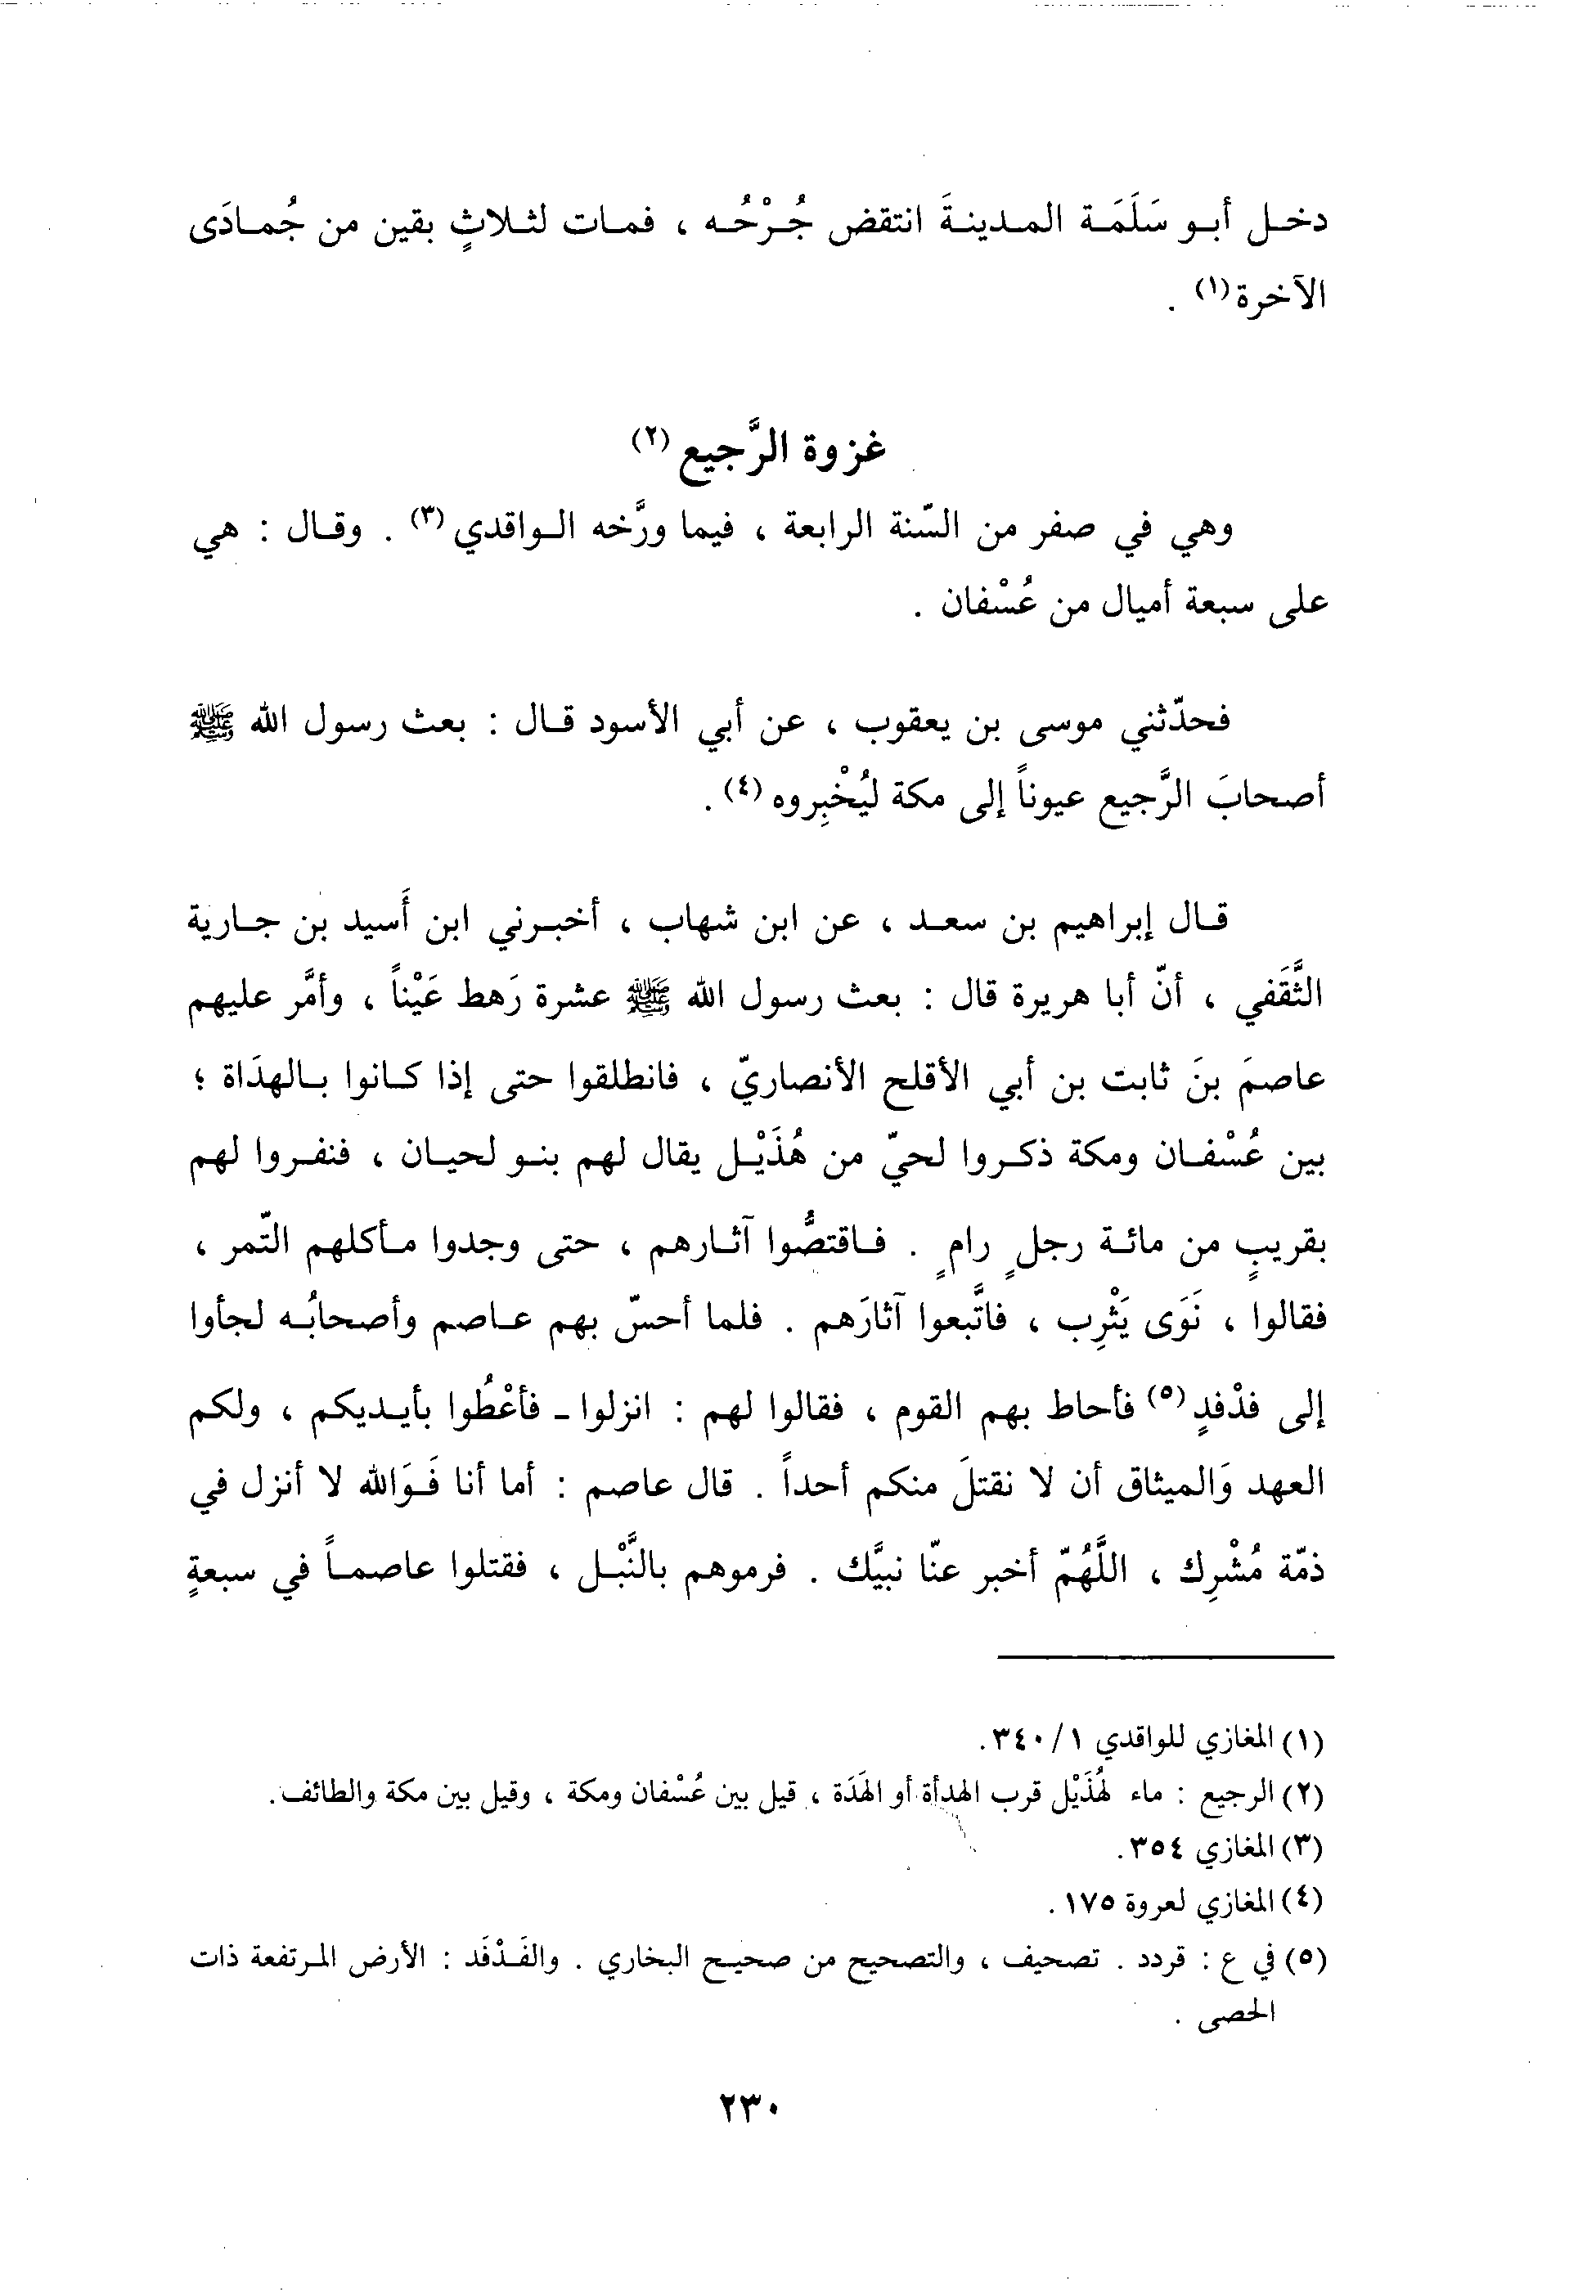 دخل أبو سَلَمَة المدينةَ انتقض جُرْحُه ، فمات لثلاثٍ بقين من جُمادَى
الآخرة(١) .
غزوة الرَّجيع (٢)
وهي في صفر من السّنة الرابعة ، فيما ورَّخه الواقدي (٣) . وقال : هي
على سبعة أميال من عُسْفان .
فحدّثني موسى بن يعقوب ، عن أبي الأسود قال : بعث رسول الله ﷺ
أصحابَ الرَّجيع عيوناً إلى مكة ليُخْبِروه (٤) .
قال إبراهيم بن سعد ، عن ابن شهاب ، أخبرني ابن أَسيد بن جارية
الثَّقَفي ، أنّ أبا هريرة قال : بعث رسول الله ﷺ عشرة رَهط عَيْناً ، وأمَّر عليهم
عاصمَ بنَ ثابت بن أبي الأقلح الأنصاريّ ، فانطلقوا حتى إذا كانوا بالهدَاة ؛
بين عُسْفان ومكة ذكروا لحيّ من هُذَيْل يقال لهم بنو لحيان ، فنفروا لهم
بقريبٍ من مائة رجلٍ رامٍ . فاقتصُّوا آثارهم ، حتى وجدوا مأكلهم التّمر ،
فقالوا ، نَوَى يَثْرِب ، فاتَّبعوا آثارَهم . فلما أحسّ بهم عاصم وأصحابُه لجأوا
إلى فدْفدٍ (٥) فأحاط بهم القوم ، فقالوا لهم : انزلوا ـ فأعْطُوا بأيديكم ، ولكم
العهد وَالميثاق أن لا نقتلَ منكم أحداً . قال عاصم : أما أنا فَوَالله لا أنزل في
ذمّة مُشْرِك ، اللَّهُمّ أخبر عنّا نبيَّك . فرموهم بالنَّبْل ، فقتلوا عاصماً في سبعةٍ
(١) المغازي للواقدي ١/ ٣٤٠.
(٢) الرجيع : ماء لهُذَيْل قرب الهدأة أو الهَدَة ، قيل بين عُسْفان ومكة ، وقيل بين مكة والطائف.
(٣) المغازي ٣٥٤.
(٤) المغازي لعروة ١٧٥ .
(٥) في ع : قردد . تصحيف ، والتصحيح من صحيح البخاري . والفَدْفَد : الأرض المرتفعة ذات
الحصى .
٢٣٠